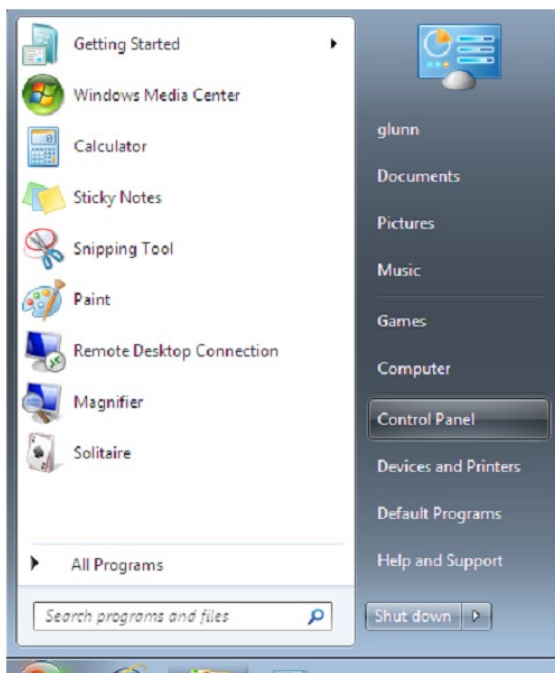 Getting Started
Windows Media Center
Calculator
Sticky Notes
Snipping Tool
Paint
Remote Desktop Connection
Magnifier
Solitaire
All Programs
Search programs and files
glunn
Documents
Pictures
Music
Games
Computer
Control Panel
Devices and Printers
Default Programs
Help and Support
Shut down